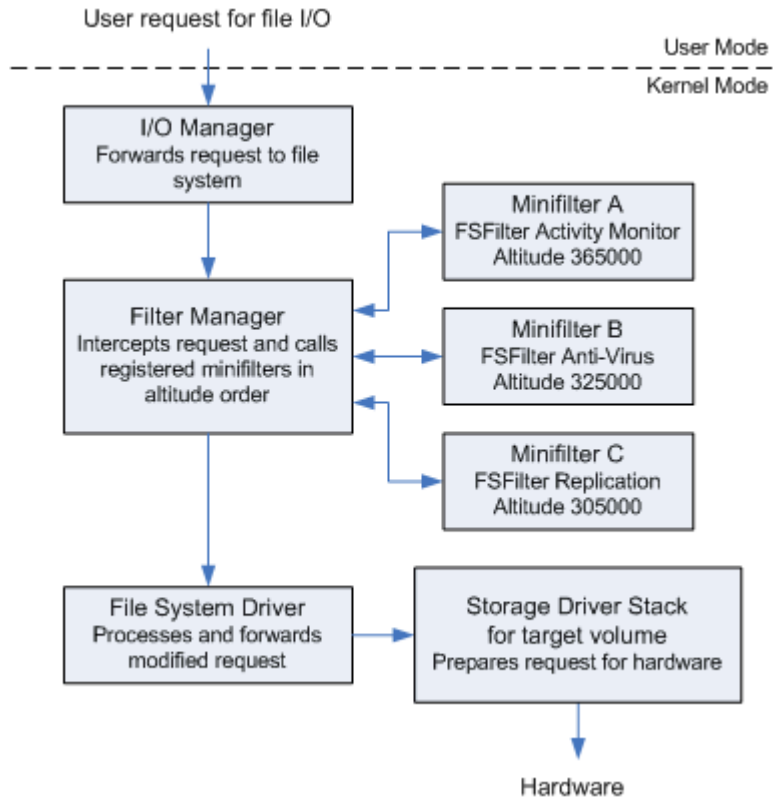 User request for file I/O
User Mode
Kernel Mode
I/O Manager
Forwards request to file
system
Minifilter A
FSFilter Activity Monitor
Altitude 365000
Filter Manager
Intercepts request and calls
registered minifilters in
altitude order
Minifilter B
FSFilter Anti-Virus
Altitude 325000
Minifilter C
FSFilter Replication
Altitude 305000
File System Driver
Processes and forwards
modified request
Storage Driver Stack
for target volume
Prepares request for hardware
Hardware